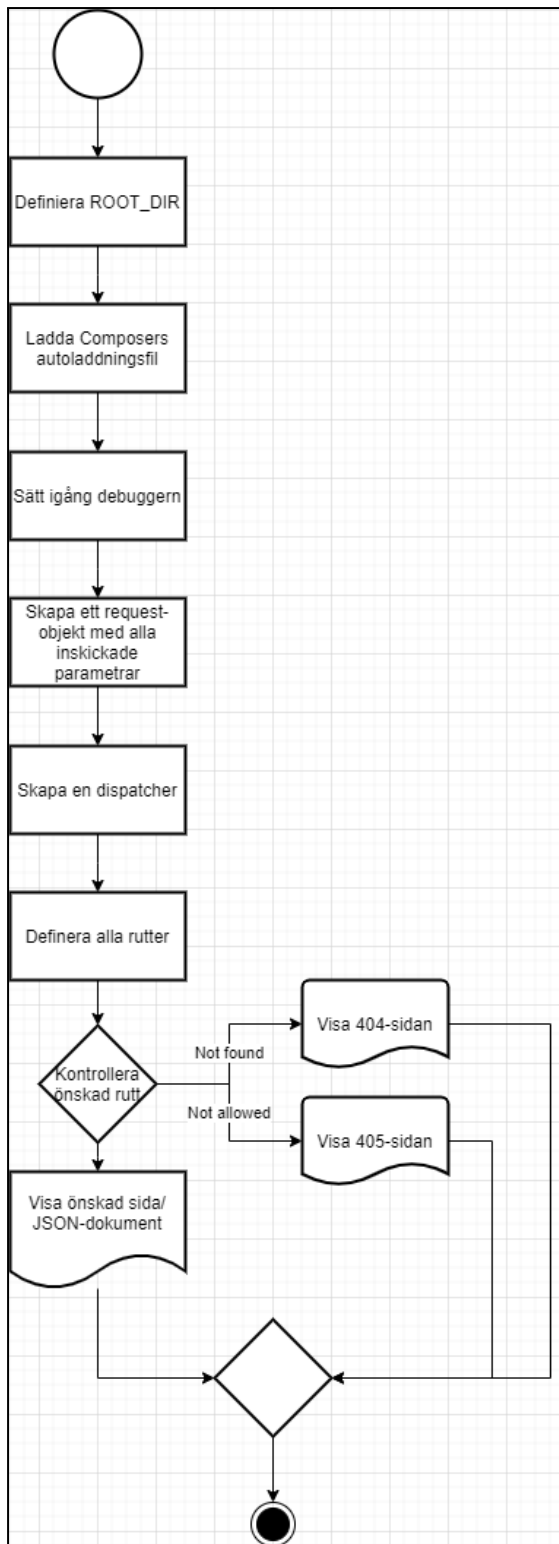 Definiera ROOT_DIR
Ladda Composers
autoladdningsfil
Sätt igång debuggern
Skapa ett request-
objekt med alla
inskickade
parametrar
Skapa en dispatcher
Definera alla rutter
Visa 404-sidan
Not found
Kontrollera
önskad rutt
Not allowed
Visa 405-sidan
Visa önskad sida/
JSON-dokument